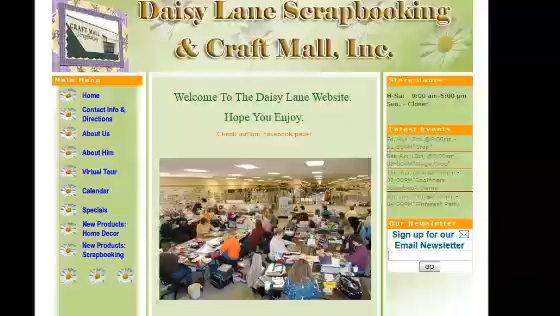 Daisy Lane Scrapbooking
& Craft Mall, Inc.
CRAFT MALL
Main Menu
Home
Contact Info &
Directions
About Us
About Him
Virtual Tour
Calendar
Specials
New Products:
Home Decor
New Products:
Scrapbooking
Welcome To The Daisy Lane Website.
Hope You Enjoy.
Check out our Facebook page!
Store Hours:
M-Sat 9:00 am-5:00 pm
Sun. - Closed
Latest Events
Our Newsletter
Sign up for our
Email Newsletter
GO